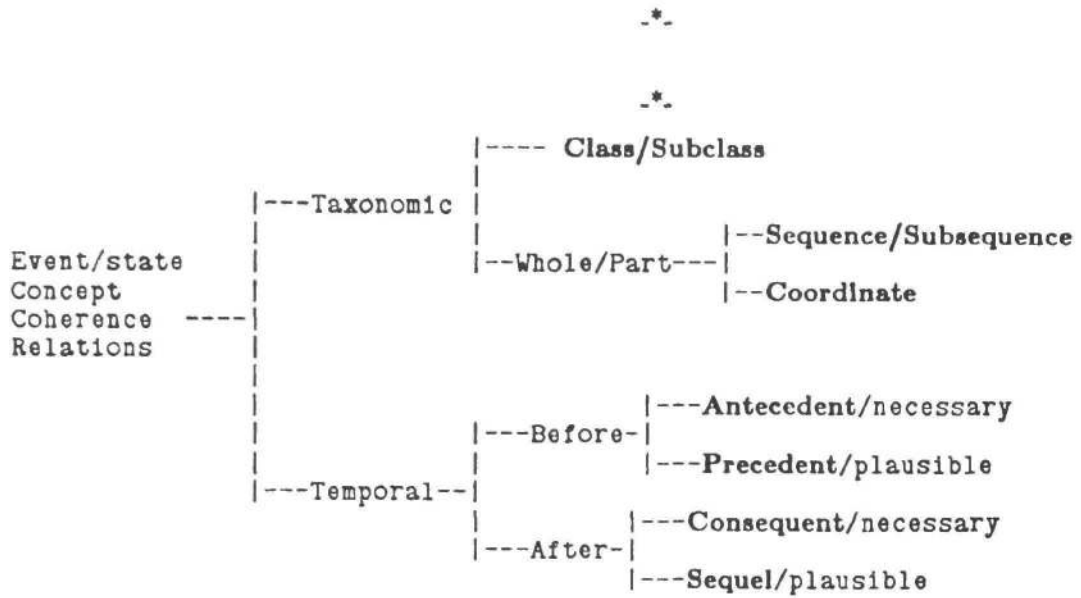 -*-
-*-
|---- Class/Subclass
|---Taxonomic |
|--Sequence/Subsequence
Event/state | |--Whole/Part---|
Concept | |--Coordinate
Coherence ----|
Relations |
|---Antecedent/necessary
|---Before-|
|---Precedent/plausible
|---Temporal--|
|---Consequent/necessary
|---After-|
|---Sequel/plausible